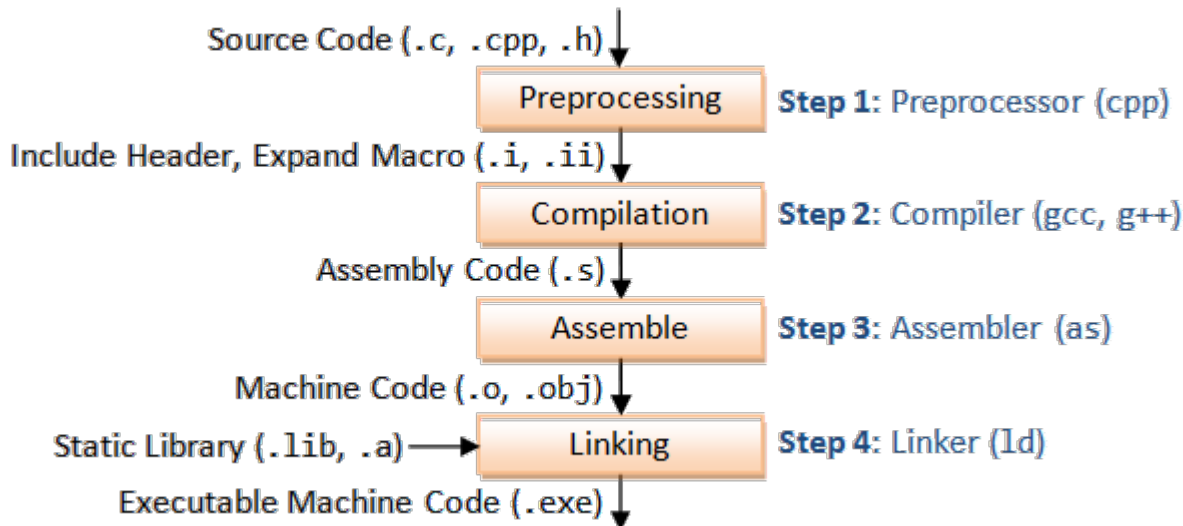 Source Code (.c, .cpp, .h)
Preprocessing
Step 1: Preprocessor (cpp)
Include Header, Expand Macro (.i, .ii)
Compilation
Step 2: Compiler (gcc, g++)
Assembly Code (.s)
Assemble
Step 3: Assembler (as)
Machine Code (.o, .obj)
Static Library (.lib, .a)
Linking
Step 4: Linker (ld)
Executable Machine Code (.exe)